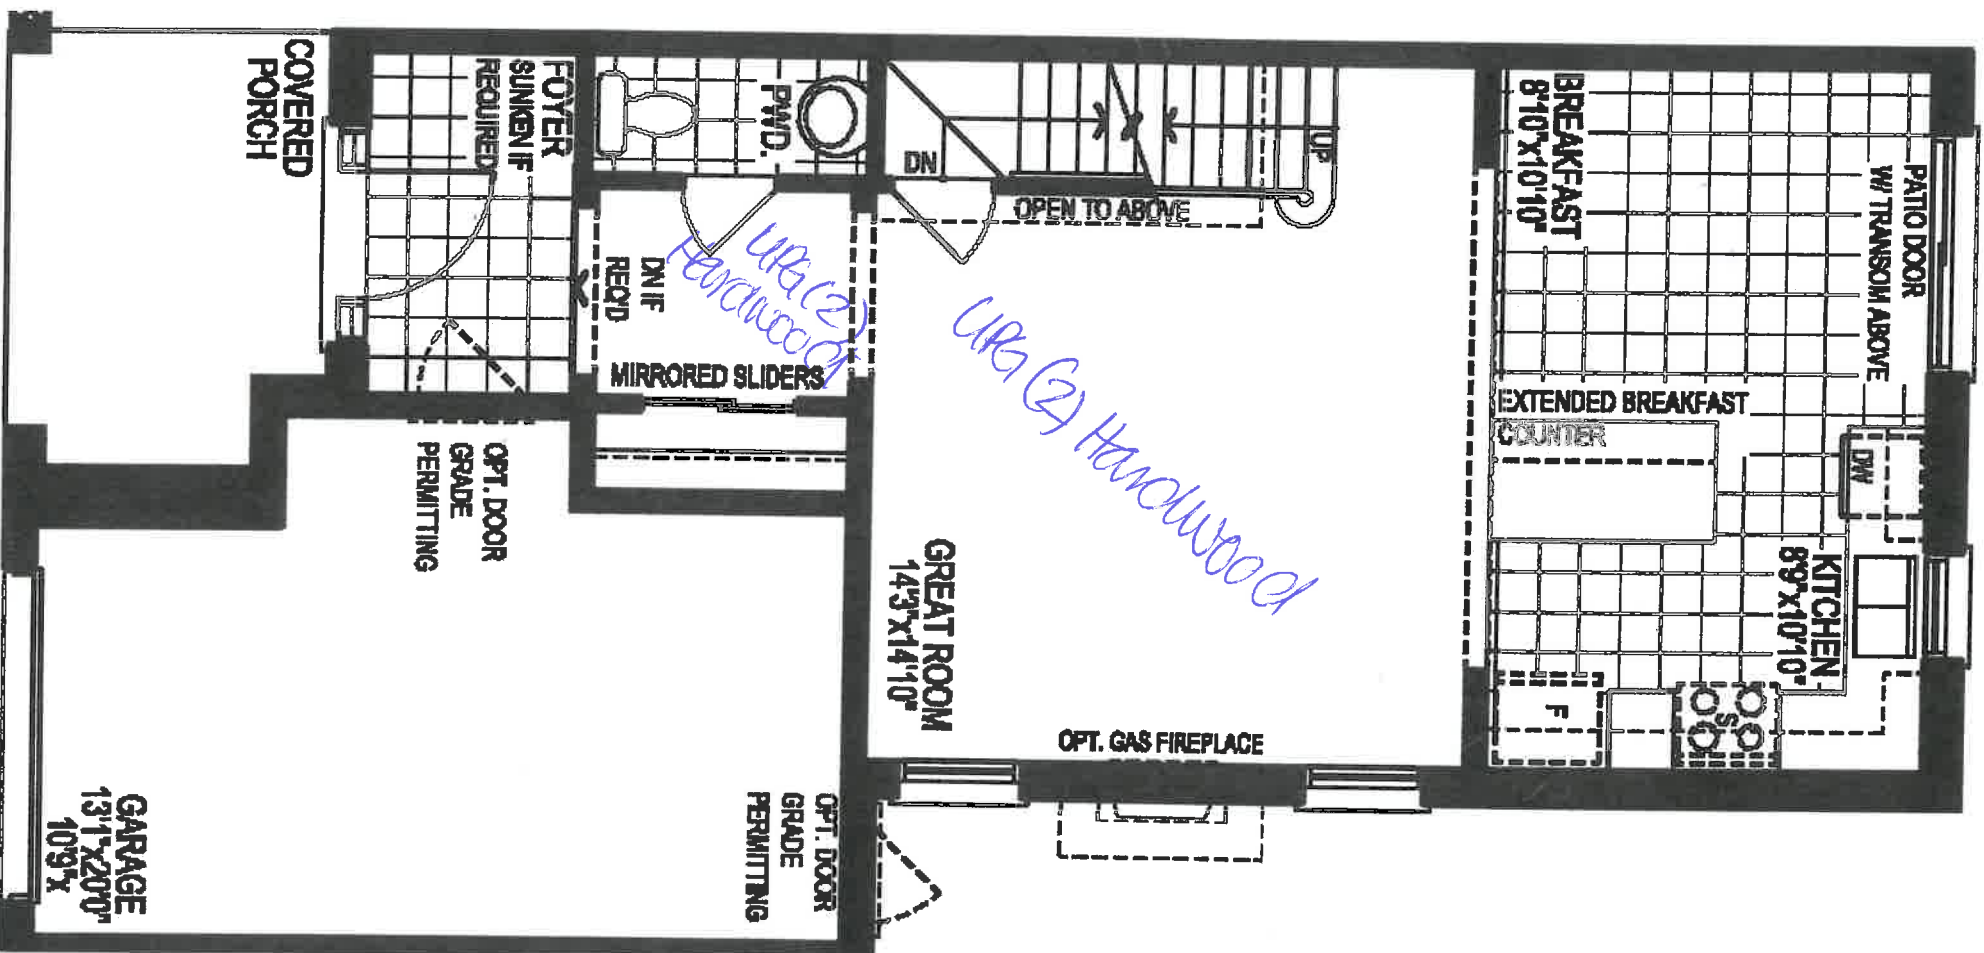 COVERED
PORCH
FOYER
SUNKEN IF
REQUIRED
PWD.
DN
UP
OPEN TO ABOVE
BREAKFAST
8'10"x10'10"
PATIO DOOR
W/ TRANSOM ABOVE
DN IF
REQ'D
UPG (2)
Hardwood
MIRRORED SLIDERS
UPG (2) Hardwood
EXTENDED BREAKFAST
COUNTER
DW
KITCHEN
8'9"x10'10"
F
S
OPT. DOOR
GRADE
PERMITTING
GREAT ROOM
14'3"x14'10"
OPT. GAS FIREPLACE
OPT. DOOR
GRADE
PERMITTING
GARAGE
13'1"x20'0"
10'9"x